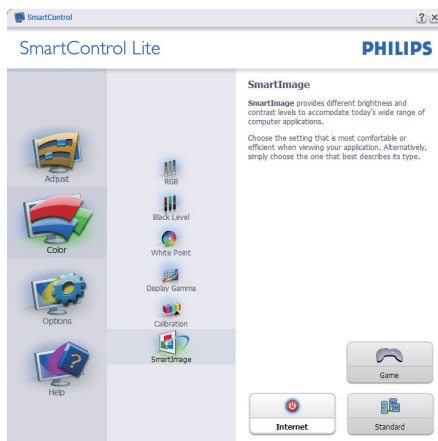 SmartControl
SmartControl Lite
PHILIPS
Adjust
Color
Options
Help
RGB
Black Level
White Point
Display Gamma
Calibration
SmartImage
SmartImage
SmartImage provides different brightness and
contrast levels to accomodate today's wide range of
computer applications.
Choose the setting that is most comfortable or
efficient when viewing your application. Alternatively,
simply choose the one that best describes its type.
Game
Internet
Standard